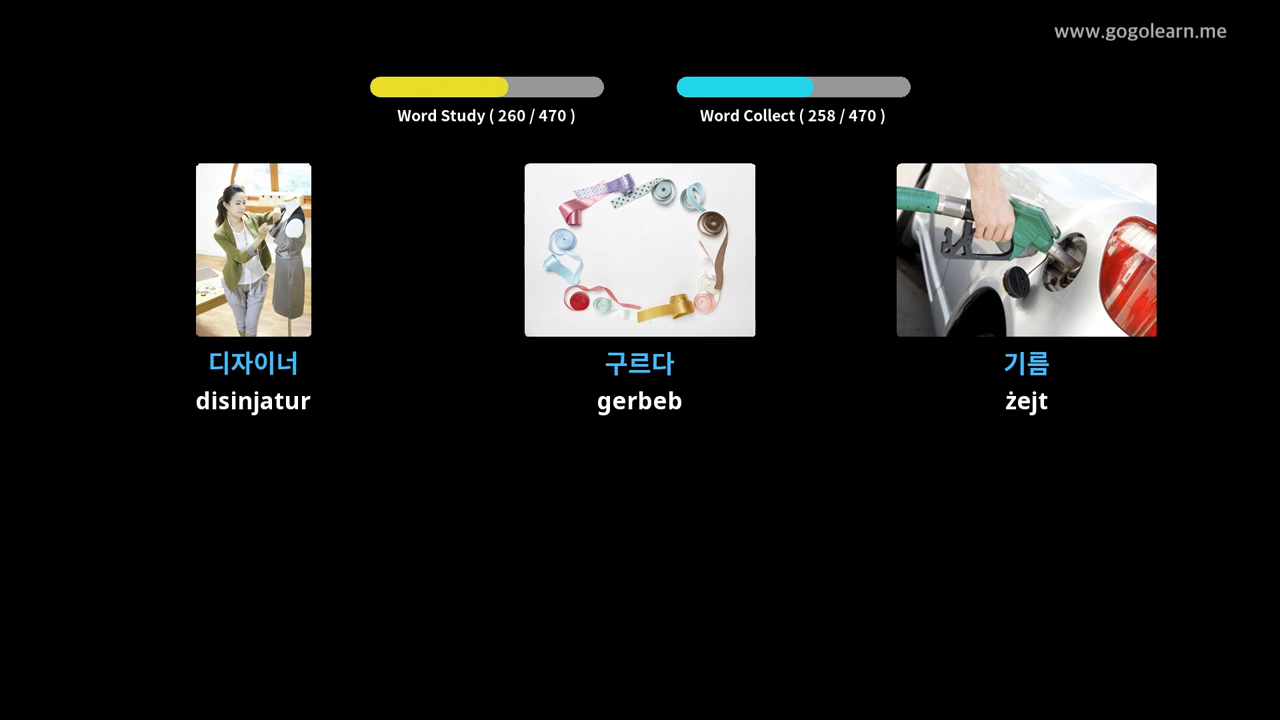 www.gogolearn.me
Word Study ( 260 / 470 )
Word Collect ( 258 / 470 )
디자이너
disinjatur
구르다
gerbeb
기름
żejt